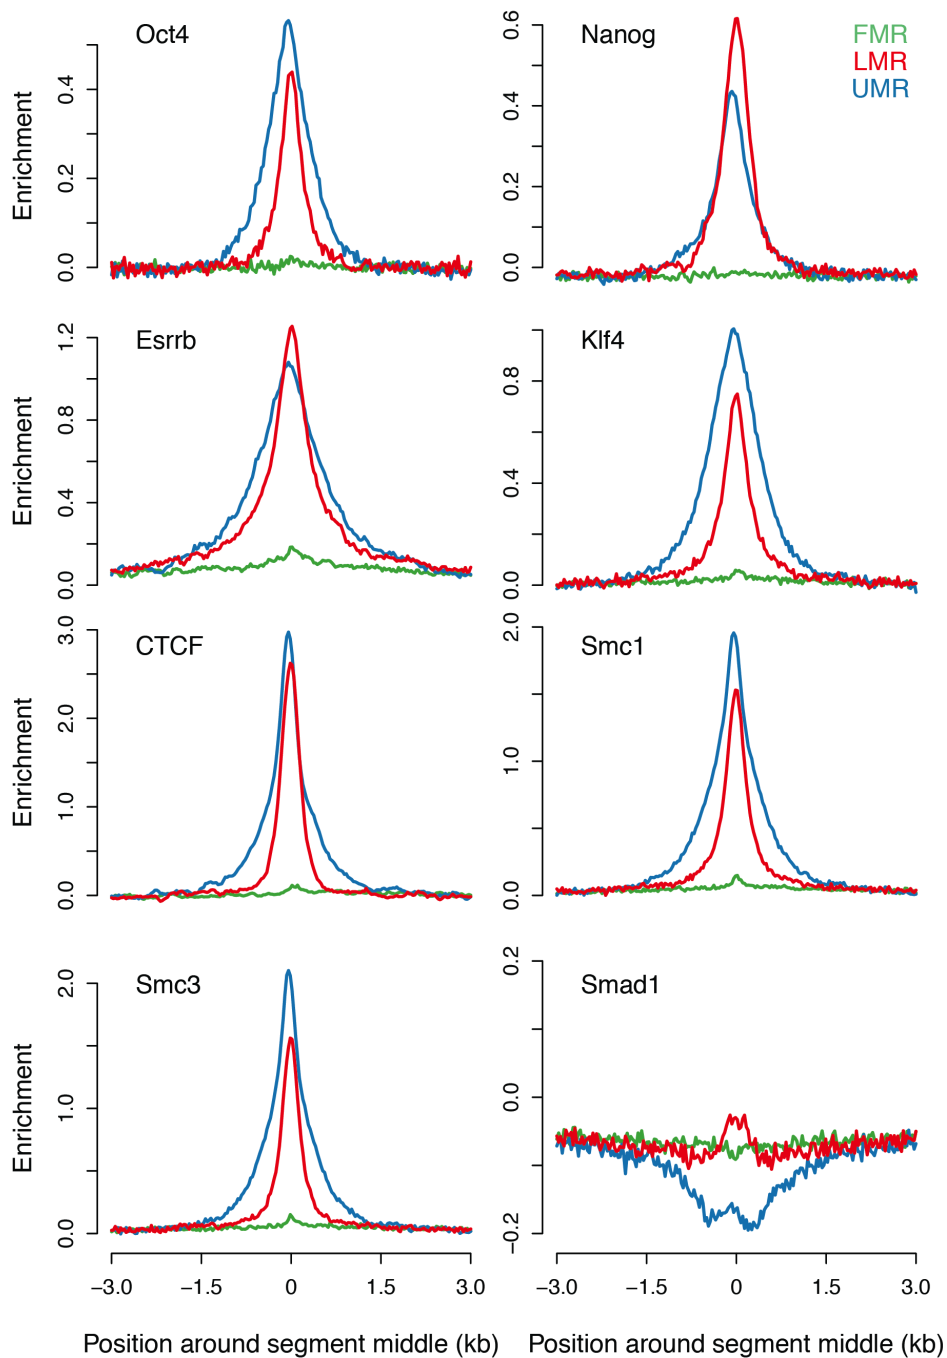 Oct4
Enrichment
0.0
0.2
0.4
Nanog
FMR
LMR
UMR
0.0
0.2
0.4
0.6
Esrrb
Enrichment
0.0
0.4
0.8
1.2
Klf4
0.0
0.4
0.8
CTCF
Enrichment
0.0
1.0
2.0
3.0
Smc1
0.0
1.0
2.0
Smc3
Enrichment
0.0
1.0
2.0
Smad1
−0.2
0.0
0.2
−3.0 −1.5 0 1.5 3.0
−3.0 −1.5 0 1.5 3.0
Position around segment middle (kb)
Position around segment middle (kb)